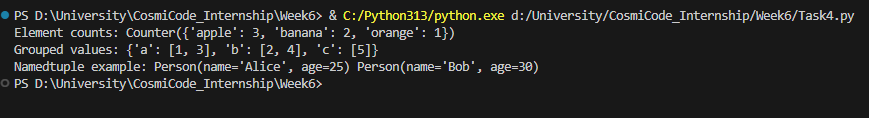 PS D:\University\CosmiCode_Internship\Week6> & C:/Python313/python.exe d:/University/CosmiCode_Internship/Week6/Task4.py
Element counts: Counter({'apple': 3, 'banana': 2, 'orange': 1})
Grouped values: {'a': [1, 3], 'b': [2, 4], 'c': [5]}
Namedtuple example: Person(name='Alice', age=25) Person(name='Bob', age=30)
PS D:\University\CosmiCode_Internship\Week6>